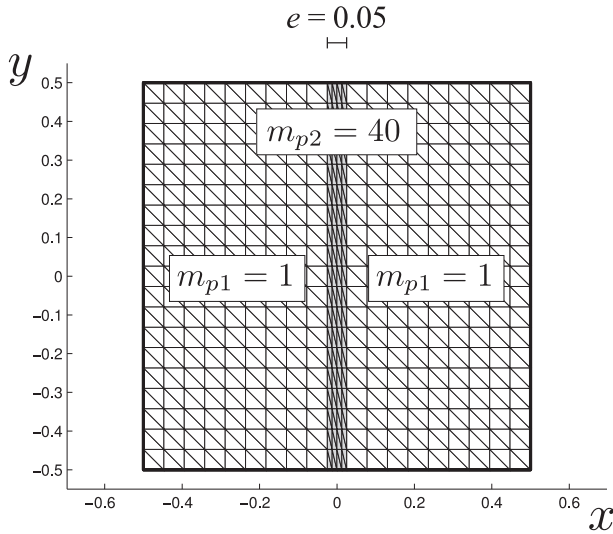 e = 0.05
y
0.5
0.4
0.3
0.2
0.1
0
-0.1
-0.2
-0.3
-0.4
-0.5
m_{p2} = 40
m_{p1} = 1
m_{p1} = 1
-0.6 -0.4 -0.2 0 0.2 0.4 0.6
x